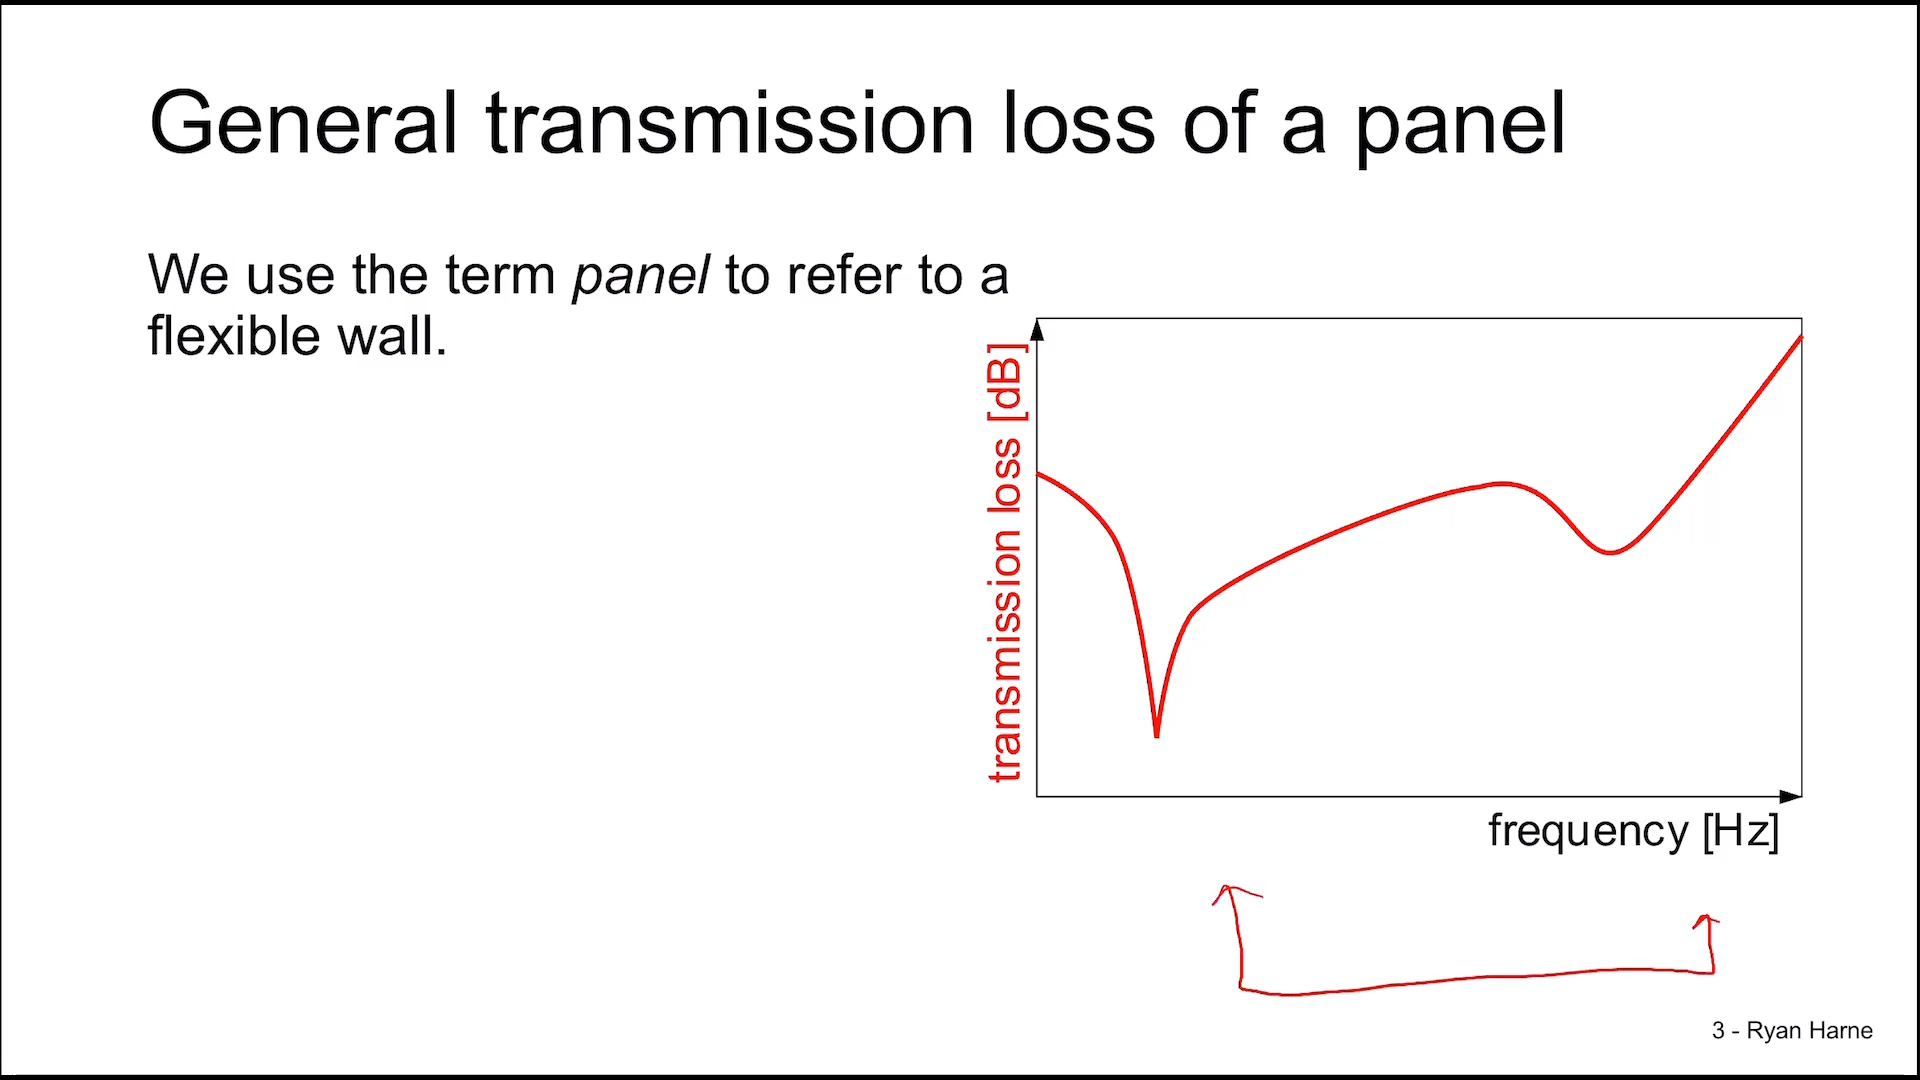 General transmission loss of a panel
We use the term panel to refer to a
flexible wall.
transmission loss [dB]
frequency [Hz]
3 - Ryan Harne